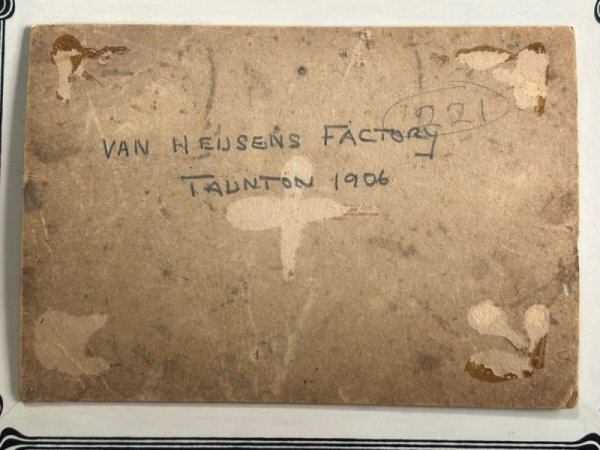 221
VAN HEUSENS FACTORY
TAUNTON 1906